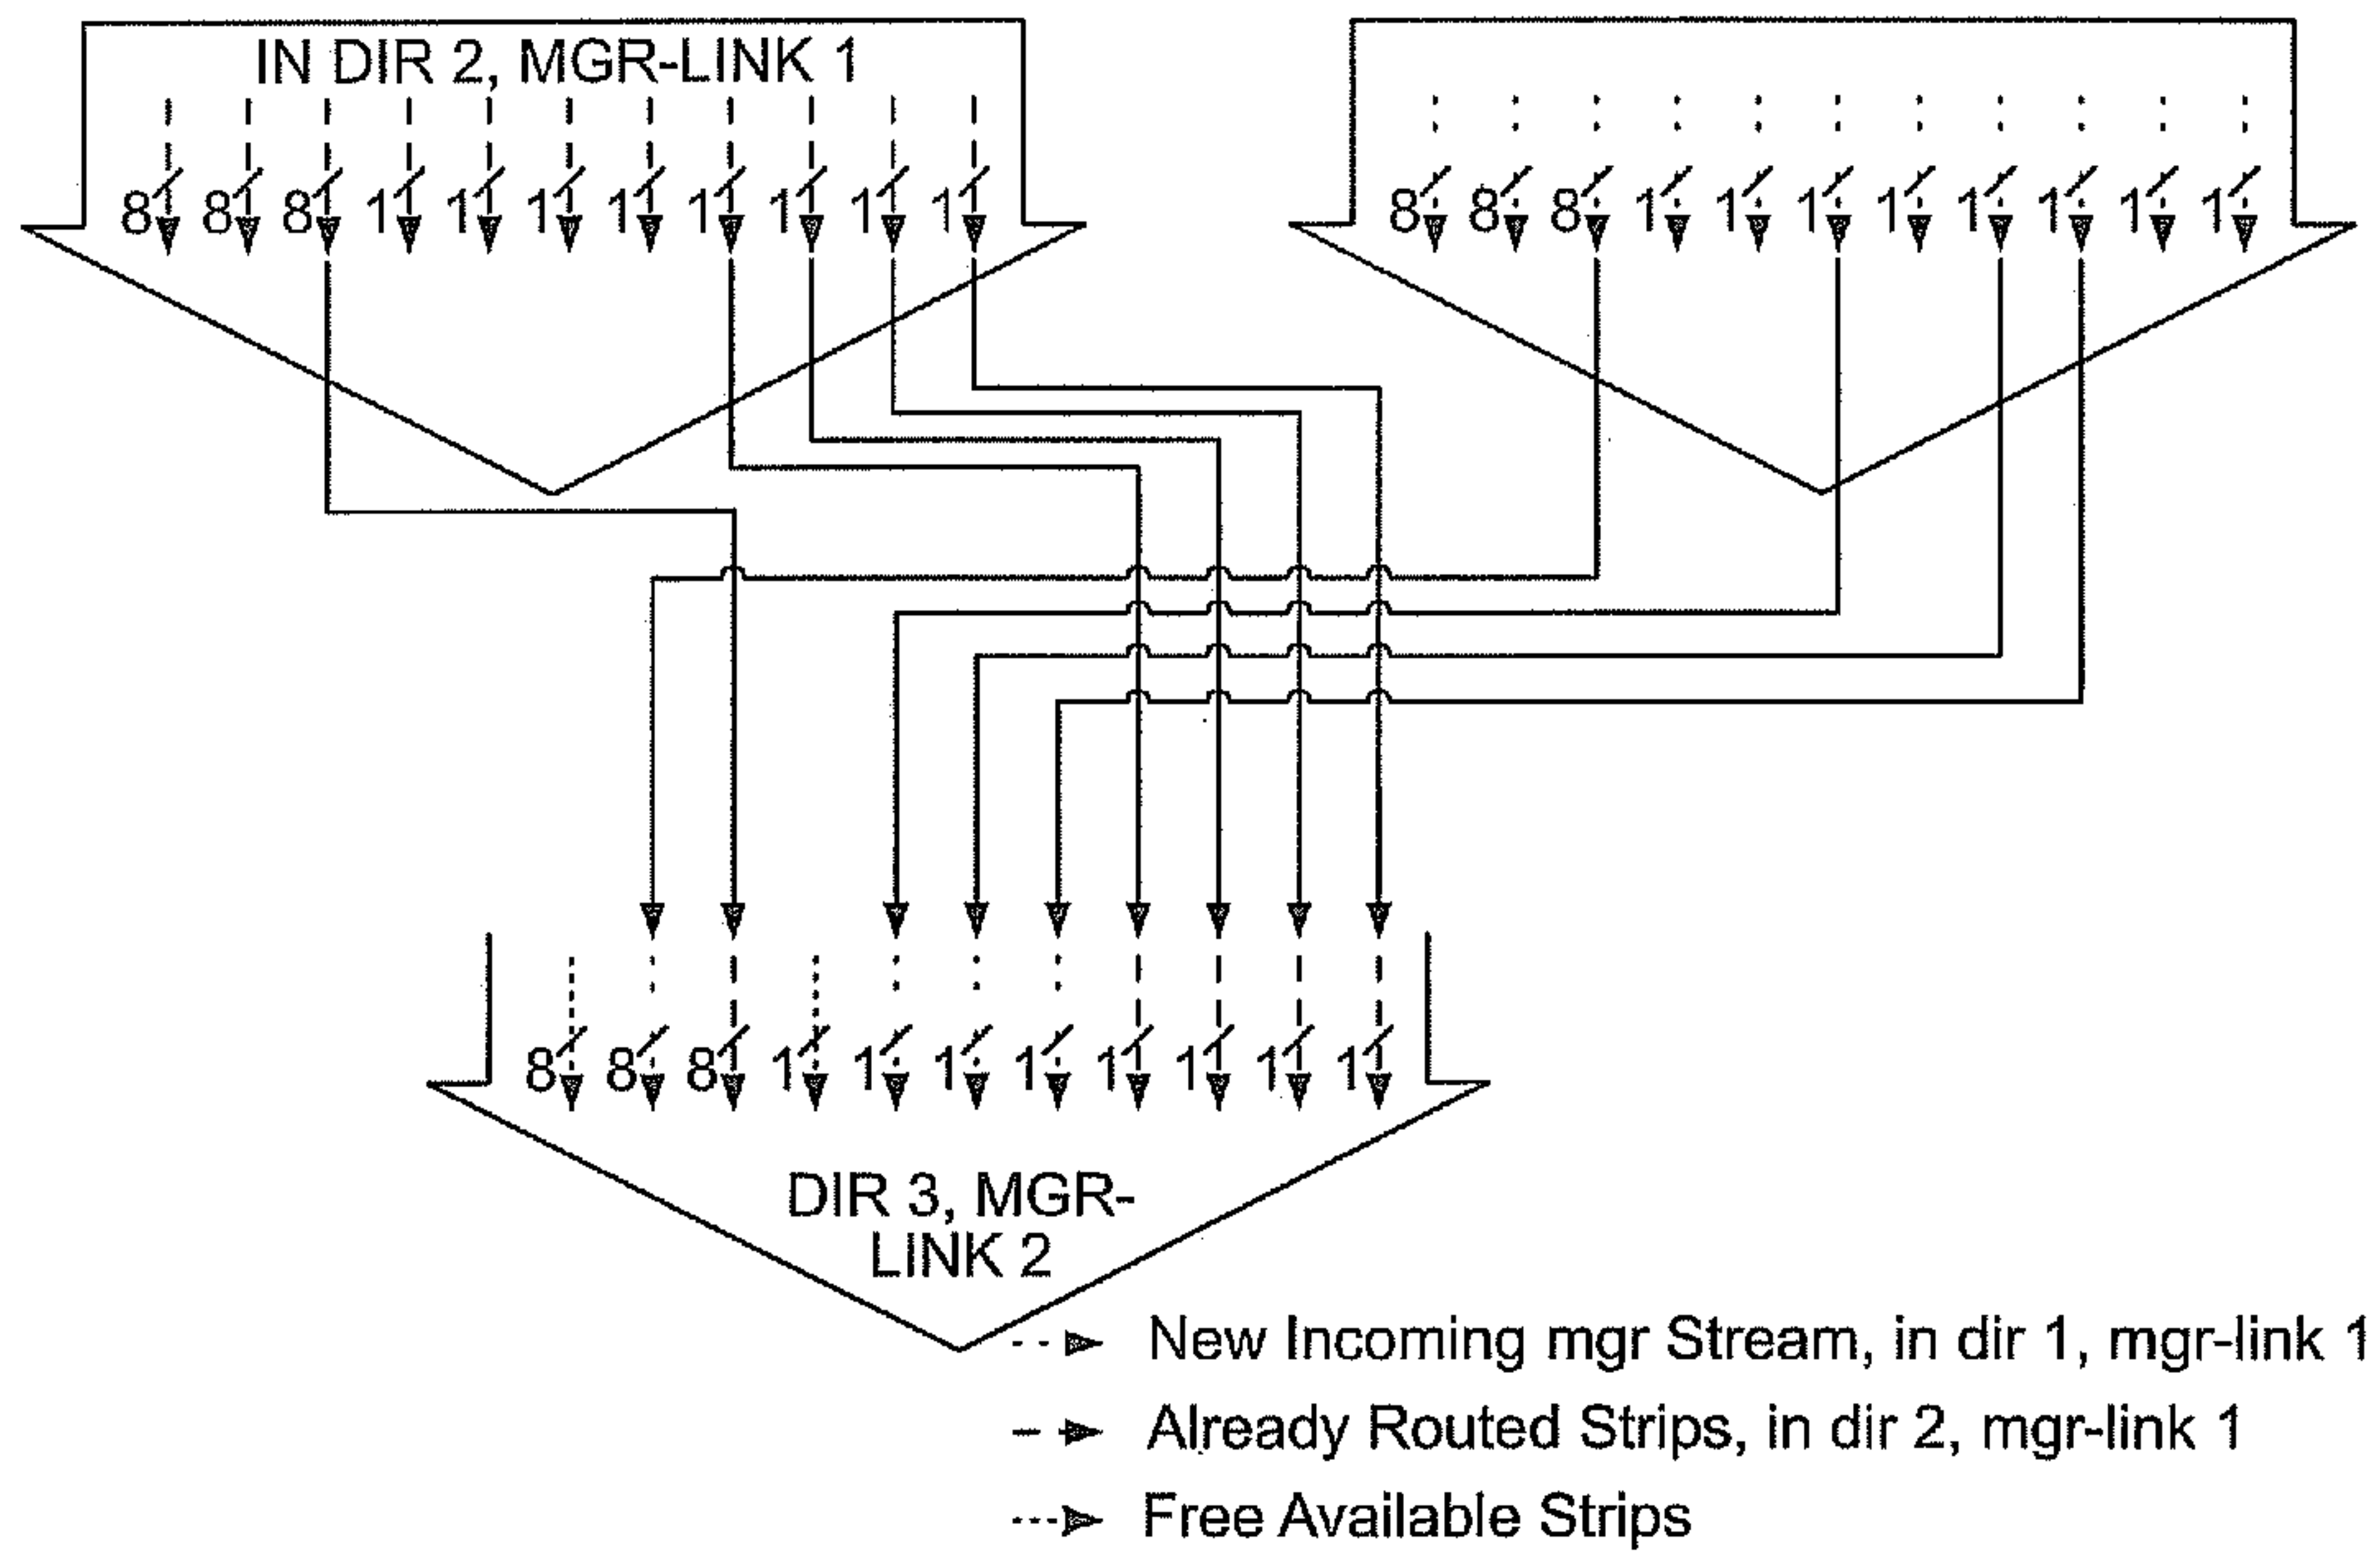 IN DIR 2, MGR-LINK 1
8 8 8 1 1 1 1 1 1 1 1
8 8 8 1 1 1 1 1 1 1 1
8 8 8 1 1 1 1 1 1 1 1
DIR 3, MGR-
LINK 2
New Incoming mgr Stream, in dir 1, mgr-link 1
Already Routed Strips, in dir 2, mgr-link 1
Free Available Strips